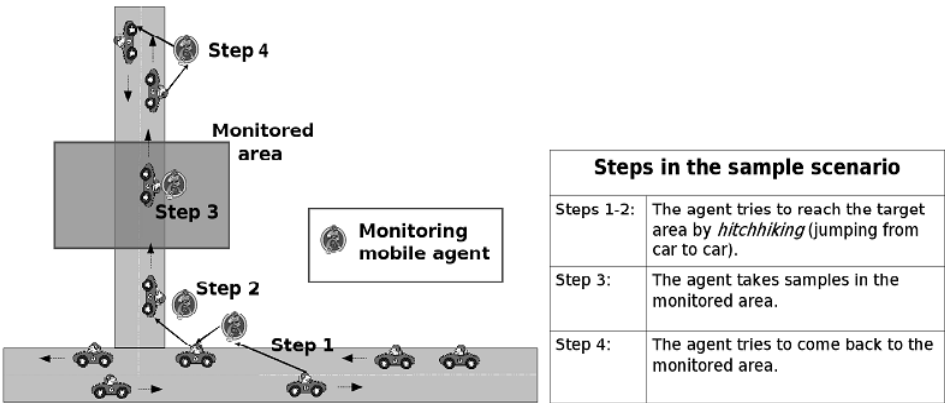 Step 4
Monitored
area
Step 3
Monitoring
mobile agent
Step 2
Step 1
Steps in the sample scenario
Steps 1-2:
The agent tries to reach the target
area by hitchhiking (jumping from
car to car).
Step 3:
The agent takes samples in the
monitored area.
Step 4:
The agent tries to come back to the
monitored area.